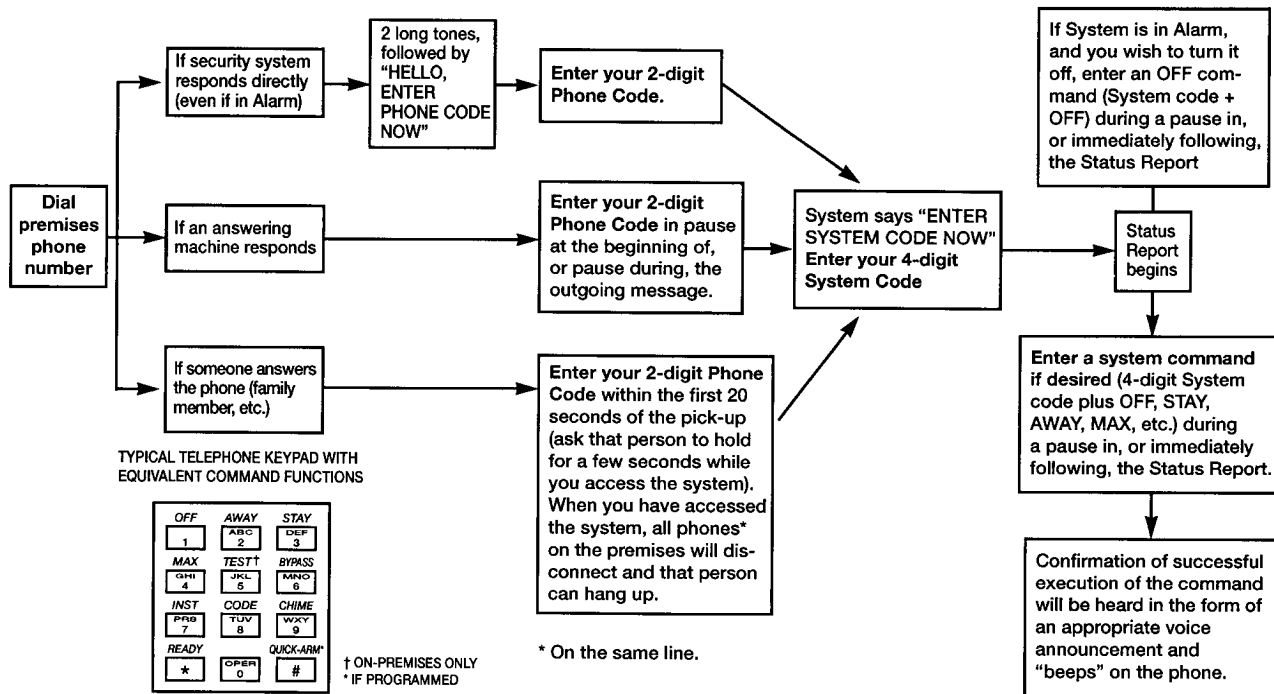 Dial
premises
phone
number
If security system
responds directly
(even if in Alarm)
2 long tones,
followed by
“HELLO,
ENTER
PHONE CODE
NOW”
Enter your 2-digit
Phone Code.
If an answering
machine responds
Enter your 2-digit
Phone Code in pause
at the beginning of,
or pause during, the
outgoing message.
If someone answers
the phone (family
member, etc.)
Enter your 2-digit Phone
Code within the first 20
seconds of the pick-up
(ask that person to hold
for a few seconds while
you access the system).
When you have accessed
the system, all phones*
on the premises will dis-
connect and that person
can hang up.
* On the same line.
System says “ENTER
SYSTEM CODE NOW”
Enter your 4-digit
System Code
If System is in Alarm,
and you wish to turn it
off, enter an OFF com-
mand (System code +
OFF) during a pause in,
or immediately following,
the Status Report
Status
Report
begins
Enter a system command
if desired (4-digit System
code plus OFF, STAY,
AWAY, MAX, etc.) during
a pause in, or immediately
following, the Status Report.
Confirmation of successful
execution of the command
will be heard in the form of
an appropriate voice
announcement and
“beeps” on the phone.
TYPICAL TELEPHONE KEYPAD WITH
EQUIVALENT COMMAND FUNCTIONS
OFF AWAY STAY
ABC DEF
1 2 3
MAX TEST† BYPASS
GHI JKL MNO
4 5 6
INST CODE CHIME
PRS TUV WXY
7 8 9
READY QUICK-ARM*
OPER
* 0 #
† ON-PREMISES ONLY
* IF PROGRAMMED